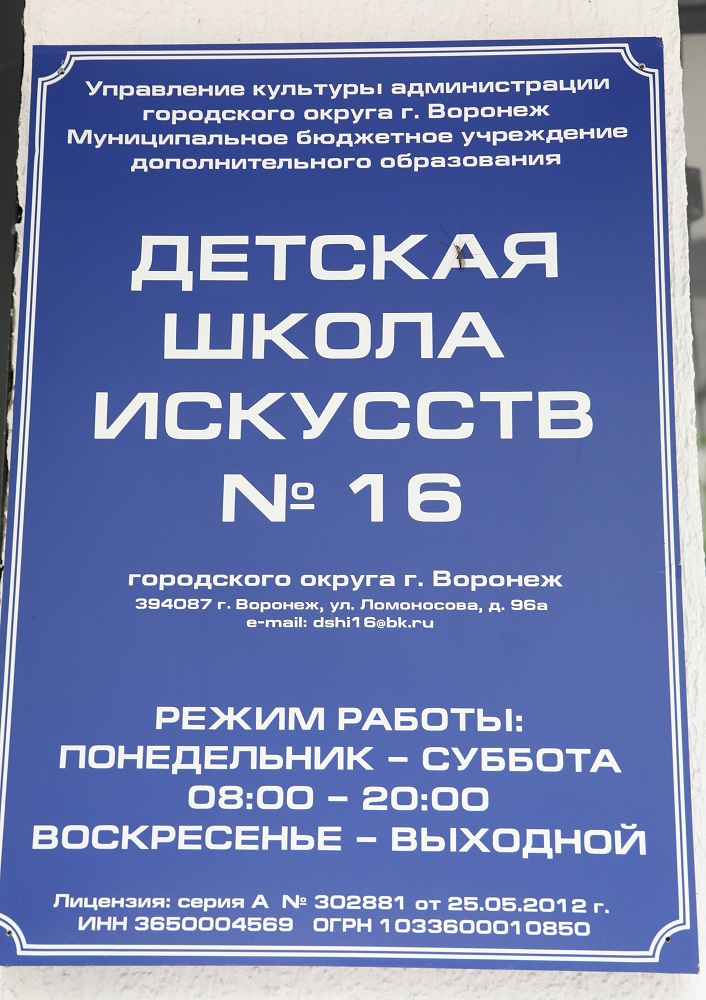 Управление культуры администрации
городского округа г. Воронеж
Муниципальное бюджетное учреждение
дополнительного образования
ДЕТСКАЯ
ШКОЛА
ИСКУССТВ
№ 16
городского округа г. Воронеж
394087 г. Воронеж, ул. Ломоносова, д. 96а
e-mail: dshi16@bk.ru
РЕЖИМ РАБОТЫ:
ПОНЕДЕЛЬНИК – СУББОТА
08:00 – 20:00
ВОСКРЕСЕНЬЕ – ВЫХОДНОЙ
Лицензия: серия А № 302881 от 25.05.2012 г.
ИНН 3650004569 ОГРН 1033600010850